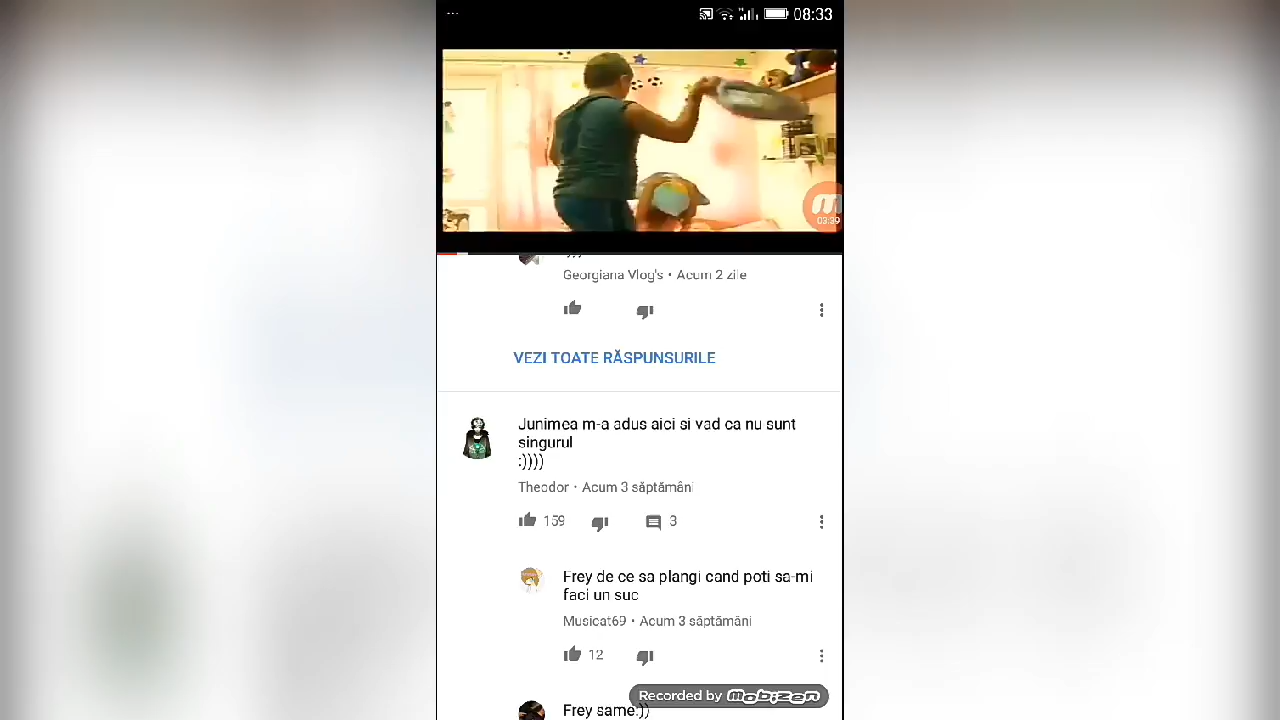 08:33
03:39
Georgiana Vlog's • Acum 2 zile
VEZI TOATE RĂSPUNSURILE
Junimea m-a adus aici si vad ca nu sunt
singurul
:))))
Theodor • Acum 3 săptămâni
159
3
Frey de ce sa plangi cand poti sa-mi
faci un suc
Musicat69 • Acum 3 săptămâni
12
Recorded by mobizen
Frey same:))